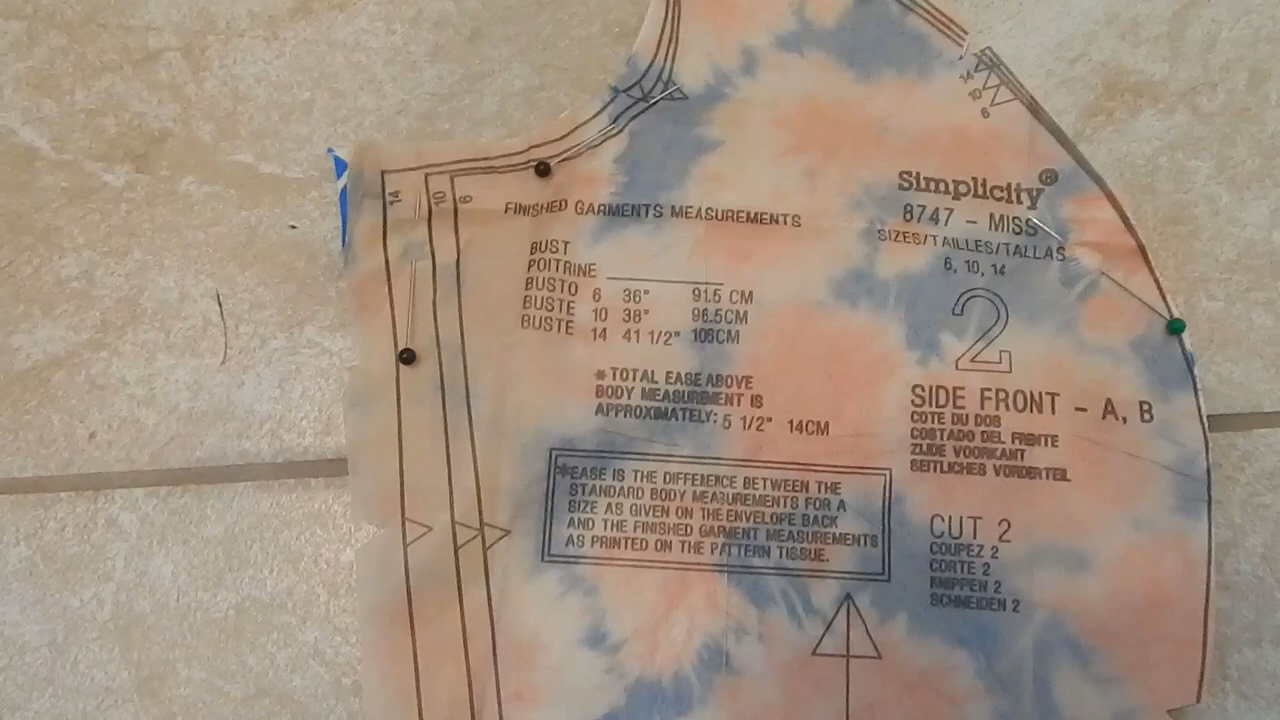 14
10
6
14
10
6
FINISHED GARMENTS MEASUREMENTS
BUST
POITRINE
BUSTO 6 36" 91.5 CM
BUSTE 10 38" 96.5CM
BUSTE 14 41 1/2" 106CM
* TOTAL EASE ABOVE
BODY MEASUREMENT IS
APPROXIMATELY: 5 1/2" 14CM
*EASE IS THE DIFFERENCE BETWEEN THE
STANDARD BODY MEASUREMENTS FOR A
SIZE AS GIVEN ON THE ENVELOPE BACK
AND THE FINISHED GARMENT MEASUREMENTS
AS PRINTED ON THE PATTERN TISSUE.
Simplicity®
8747 - MISS
SIZES/TAILLES/TALLAS
6, 10, 14
2
SIDE FRONT - A, B
COTE DU DOS
COSTADO DEL FRENTE
ZIJDE VOORKANT
SEITLICHES VORDERTEIL
CUT 2
COUPEZ 2
CORTE 2
KNIPPEN 2
SCHNEIDEN 2